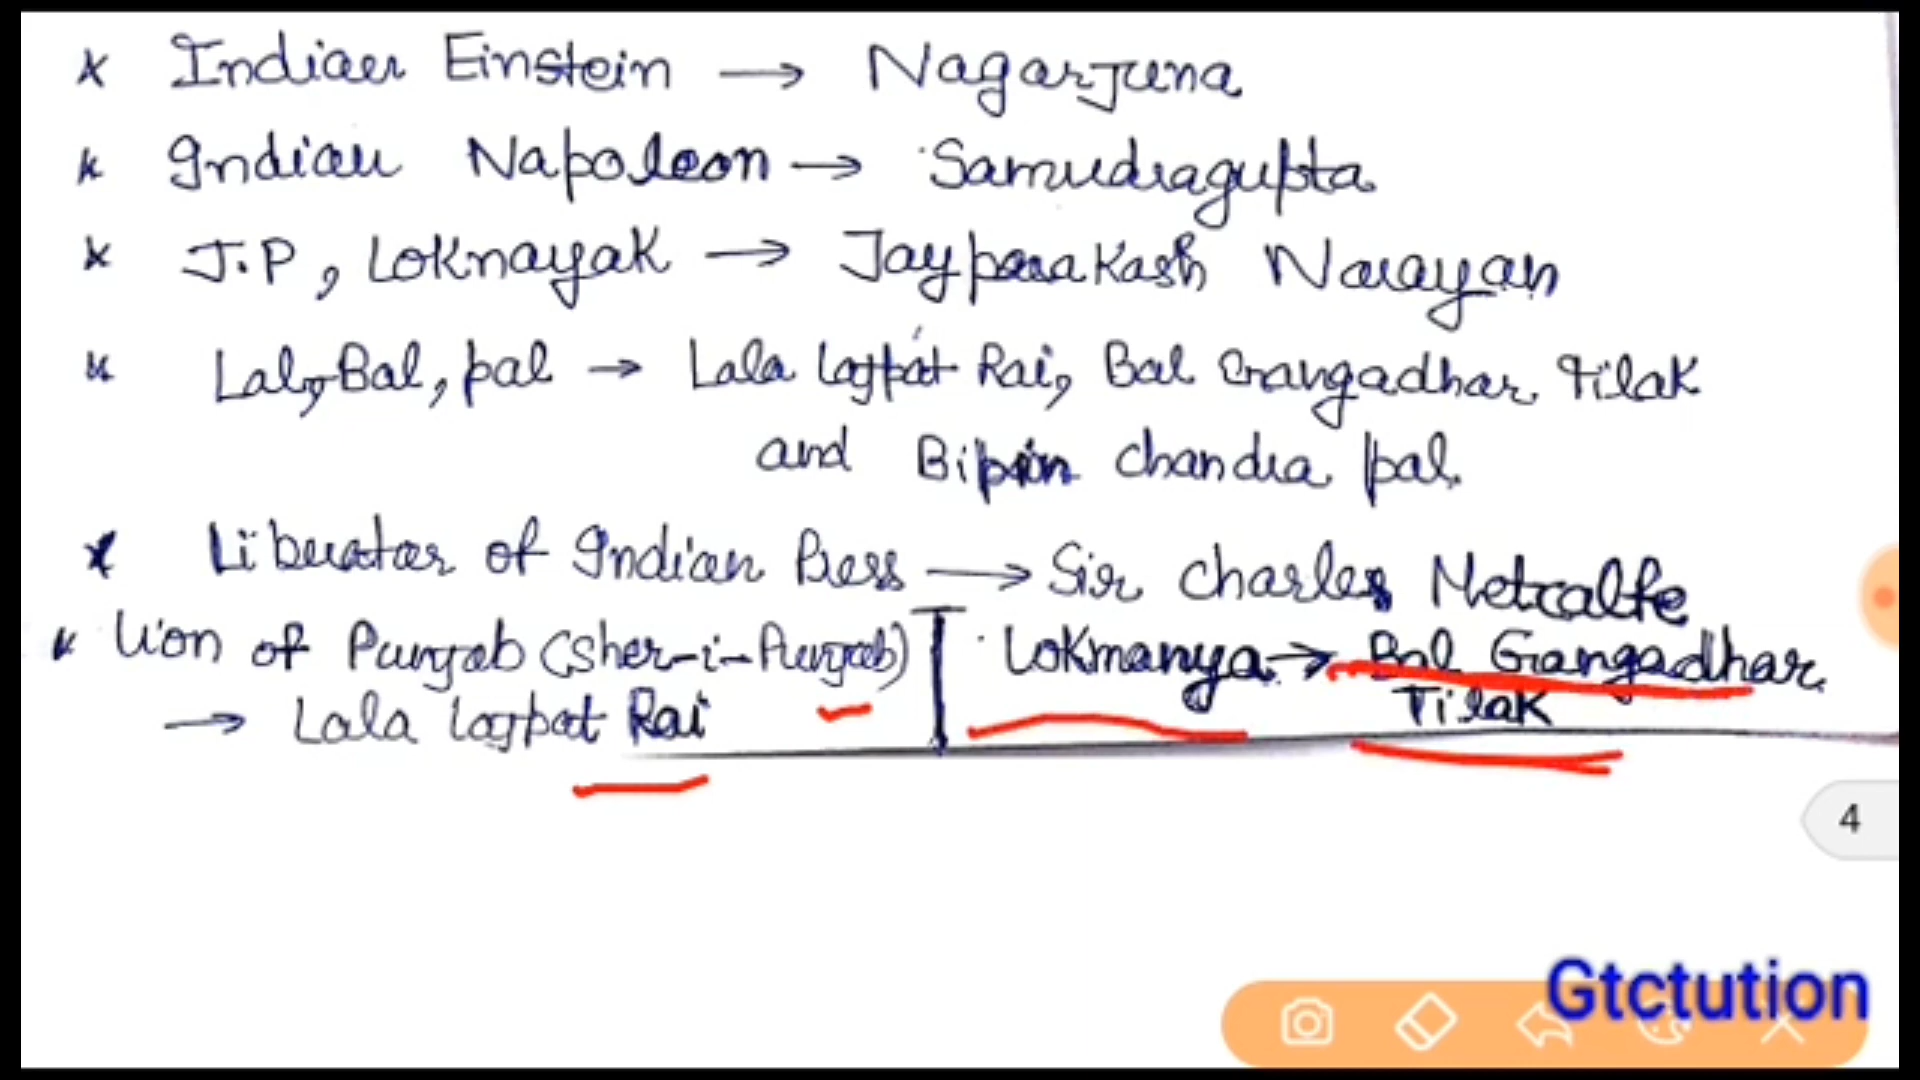 Indian Einstein → Nagarjuna
Indian Napoleon → Samudragupta
J.P, Loknayak → Jayparakash Narayan
Lal, Bal, pal → Lala Lajpat Rai, Bal Gangadhar Tilak
and Bipin chandra pal.
Liberator of Indian Press → Sir Charles Metcalfe
Lion of Punjab (Sher-i-Punjab)
→ Lala Lajpat Rai
Lokmanya → Bal Gangadhar
Tilak
4
Gtctution